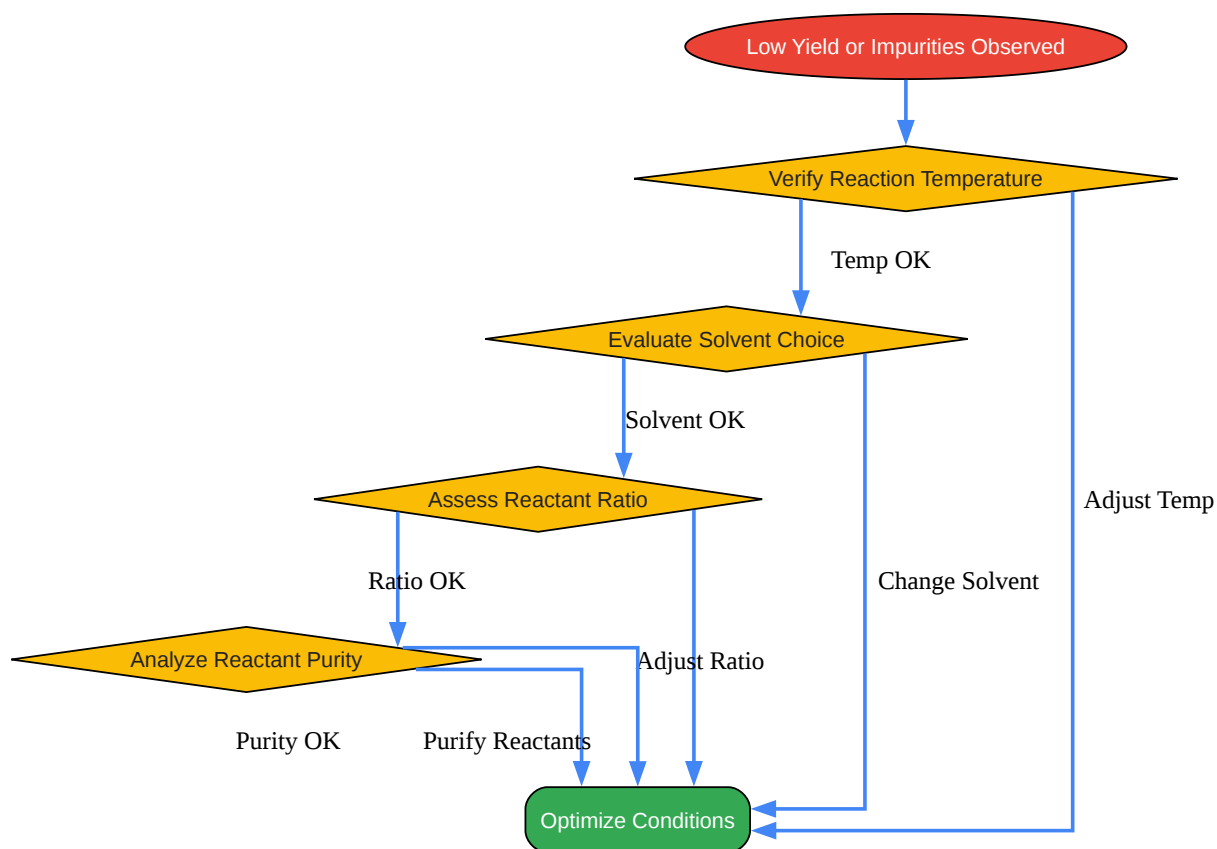 Low Yield or Impurities Observed
Verify Reaction Temperature
Temp OK
Evaluate Solvent Choice
Solvent OK
Assess Reactant Ratio
Adjust Temp
Ratio OK
Change Solvent
Analyze Reactant Purity
Adjust Ratio
Purity OK
Purify Reactants
Optimize Conditions